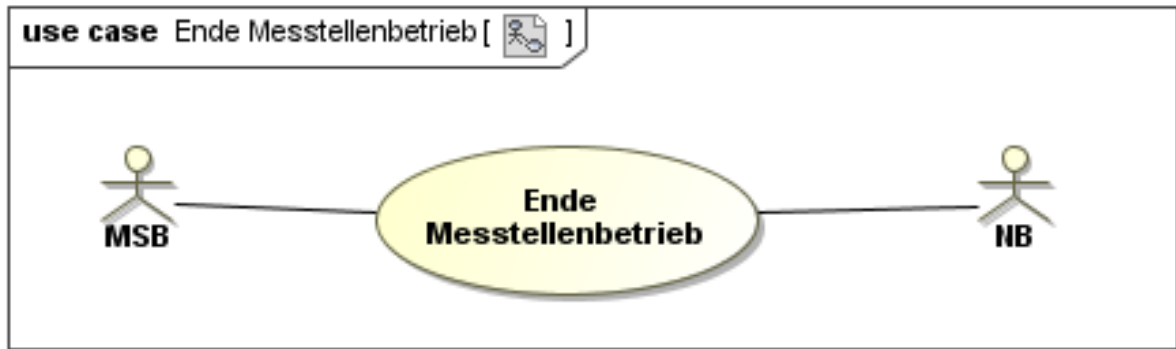 use case Ende Messtellenbetrieb [ ]
Ende
Messtellenbetrieb
MSB
NB